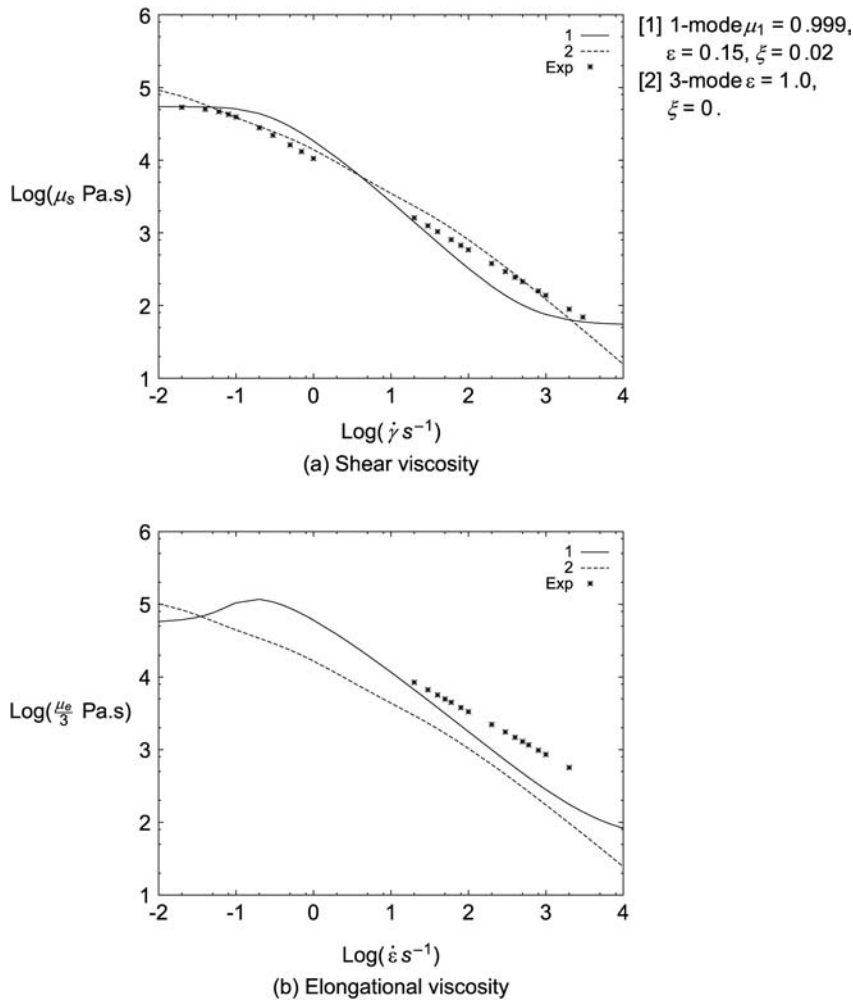 6
5
4
3
2
1
Log(μₛ Pa.s)
1
2
Exp
-2 -1 0 1 2 3 4
Log(γ̇ s⁻¹)
(a) Shear viscosity
[1] 1-mode μ₁ = 0.999,
ε = 0.15, ξ = 0.02
[2] 3-mode ε = 1.0,
ξ = 0.
6
5
4
3
2
1
Log(μₑ/3 Pa.s)
1
2
Exp
-2 -1 0 1 2 3 4
Log(ε̇ s⁻¹)
(b) Elongational viscosity